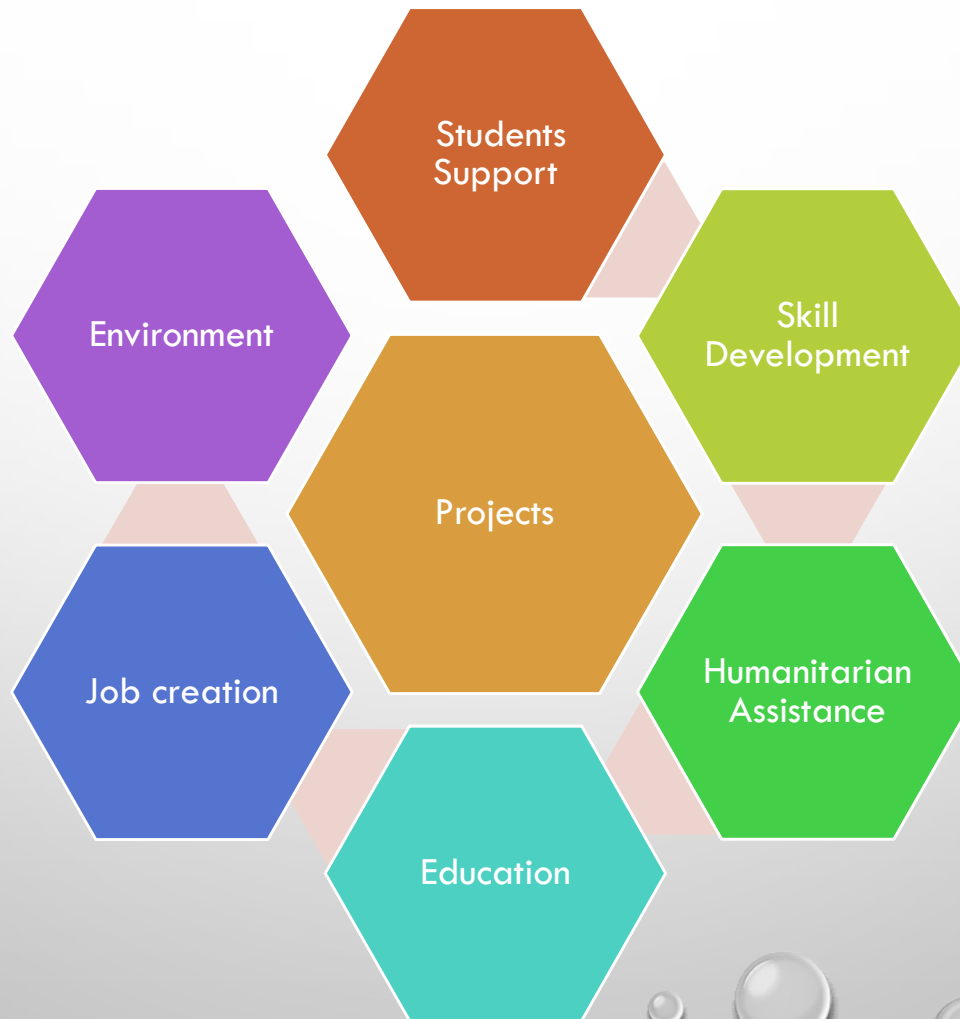 Students
Support
Skill
Development
Environment
Projects
Humanitarian
Assistance
Job creation
Education